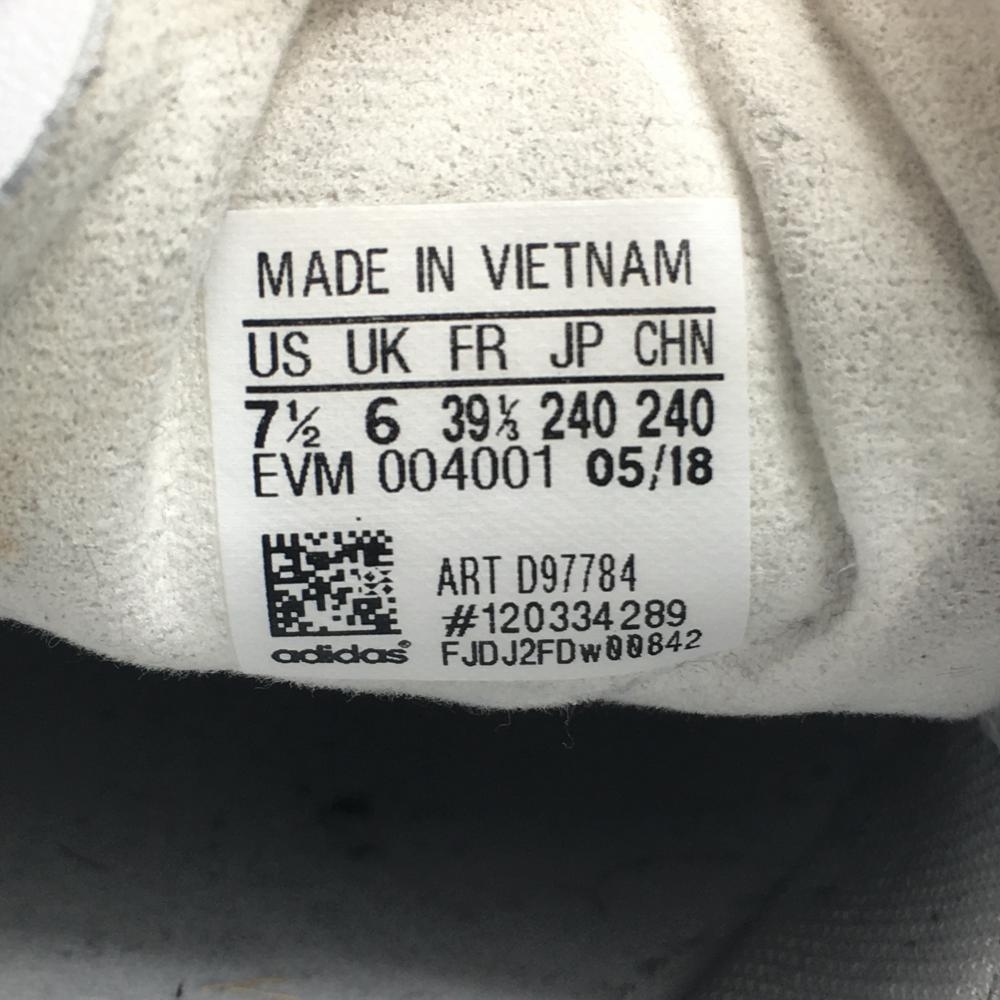 MADE IN VIETNAM
US UK FR JP CHN
7½ 6 39⅓ 240 240
EVM 004001 05/18
ART D97784
#120334289
adidas® FJDJ2FDw00842